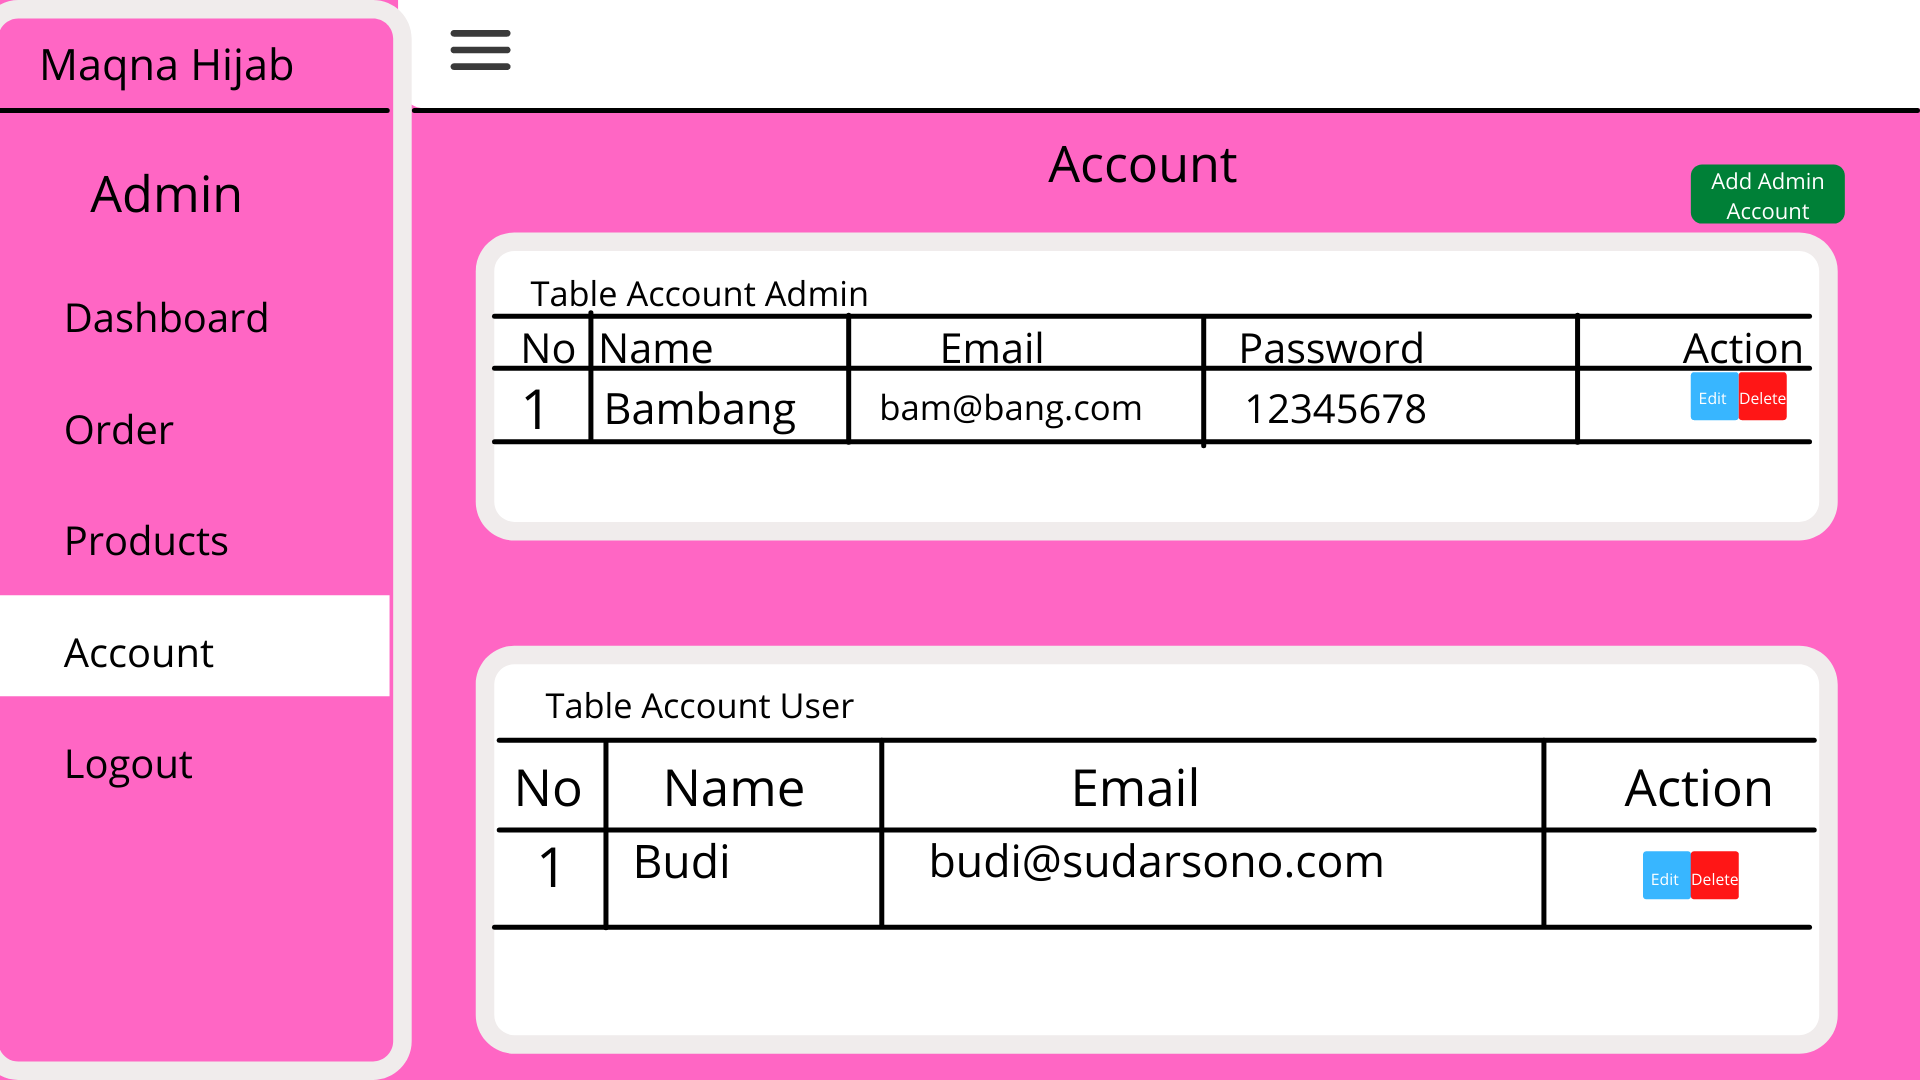 Maqna Hijab
Admin
Dashboard
Order
Products
Account
Logout
Account
Add Admin
Account
Table Account Admin
No Name Email Password Action
1 Bambang bam@bang.com 12345678 Edit Delete
Table Account User
No Name Email Action
1 Budi budi@sudarsono.com Edit Delete